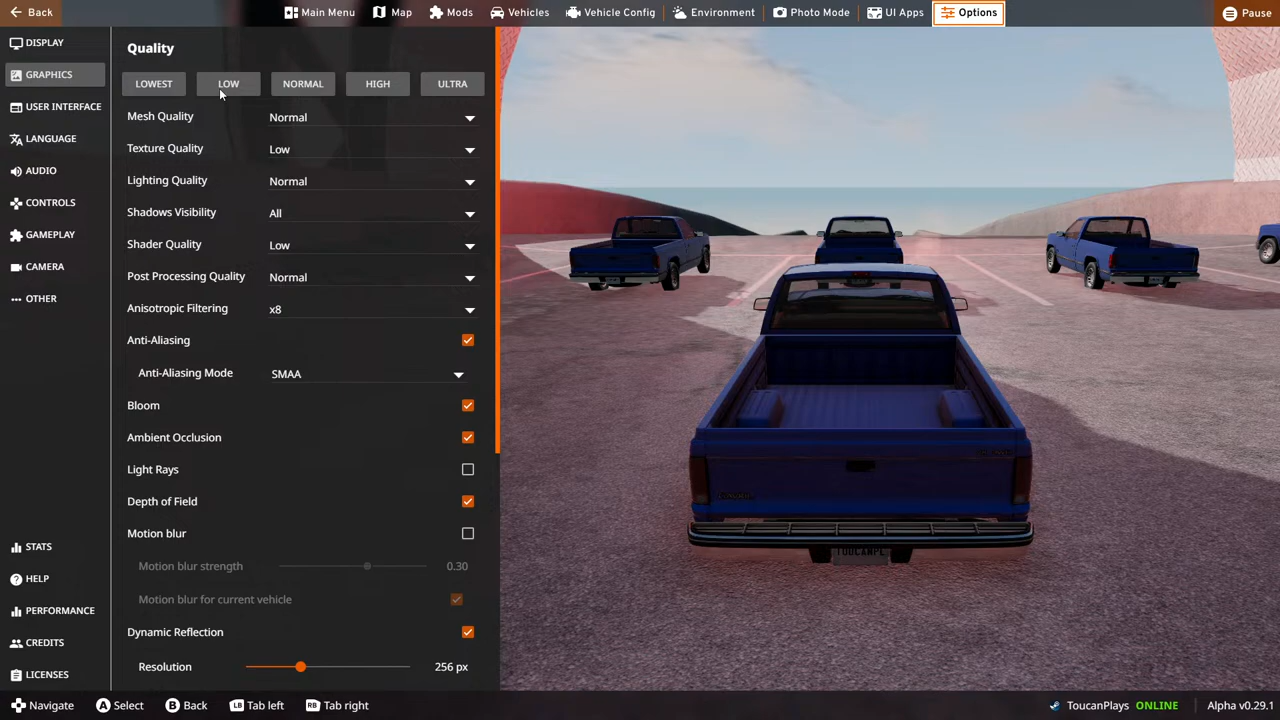 Back
Main Menu
Map
Mods
Vehicles
Vehicle Config
Environment
Photo Mode
UI Apps
Options
Pause
DISPLAY
GRAPHICS
USER INTERFACE
LANGUAGE
AUDIO
CONTROLS
GAMEPLAY
CAMERA
OTHER
STATS
HELP
PERFORMANCE
CREDITS
LICENSES
Quality
LOWEST
LOW
NORMAL
HIGH
ULTRA
Mesh Quality Normal
Texture Quality Low
Lighting Quality Normal
Shadows Visibility All
Shader Quality Low
Post Processing Quality Normal
Anisotropic Filtering x8
Anti-Aliasing
Anti-Aliasing Mode SMAA
Bloom
Ambient Occlusion
Light Rays
Depth of Field
Motion blur
Motion blur strength 0.30
Motion blur for current vehicle
Dynamic Reflection
Resolution 256 px
TOUCANPL
Navigate
A Select
B Back
LB Tab left
RB Tab right
ToucanPlays ONLINE
Alpha v0.29.1